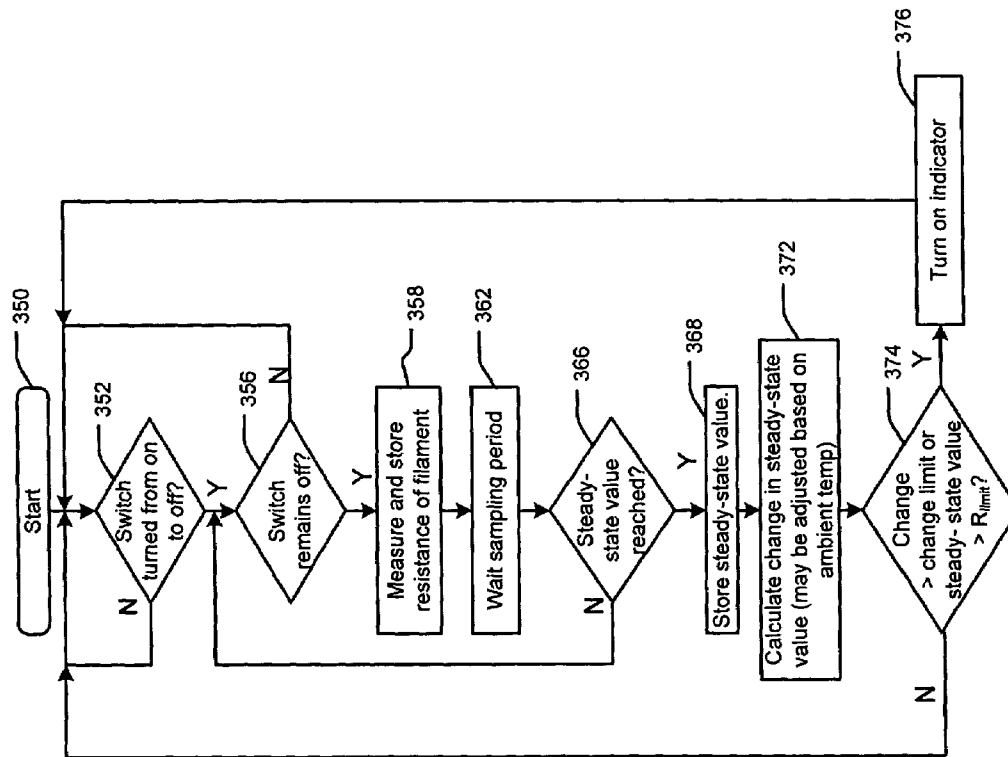 Start
350
Switch
turned from on
to off?
352
N
Y
Switch
remains off?
356
N
Y
Measure and store
resistance of filament
358
Wait sampling period
362
Steady-
state value
reached?
366
N
Y
Store steady-state value.
368
Calculate change in steady-state
value (may be adjusted based on
ambient temp)
372
Change
> change limit or
steady-state value
> Rlimit?
374
N
Y
Turn on indicator
376